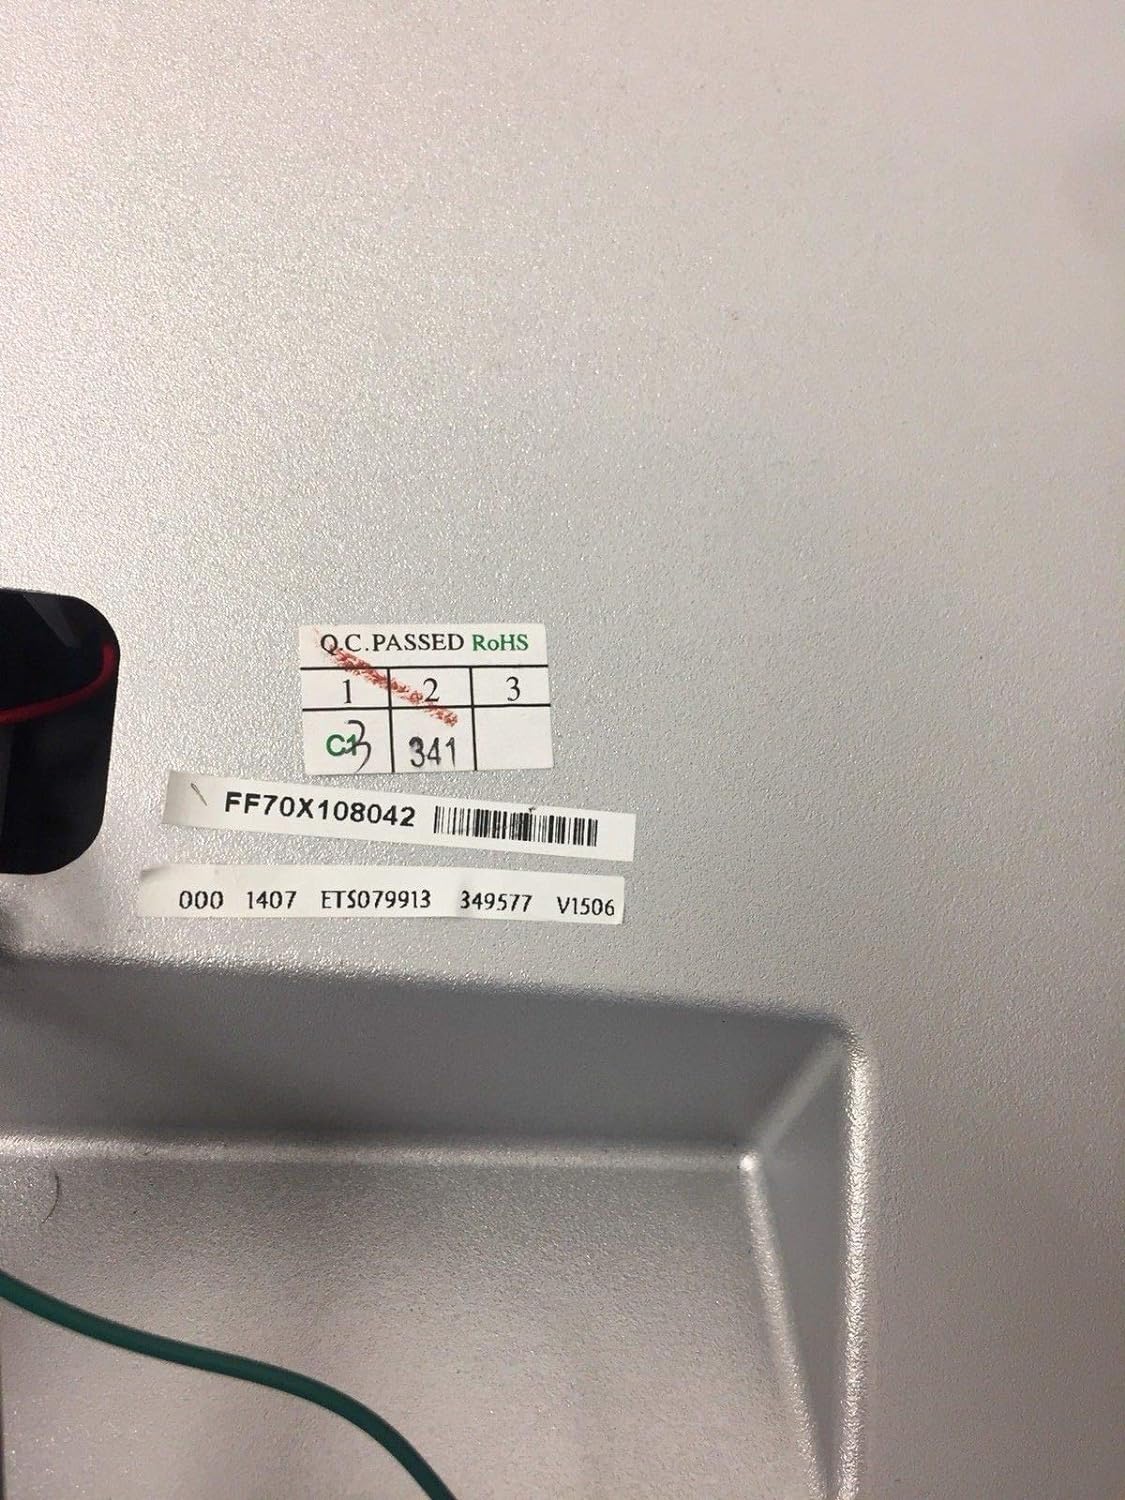 Q.C.PASSED RoHS
1 2 3
341
FF70X108042
000 1407 ETS079913 349577 V1506